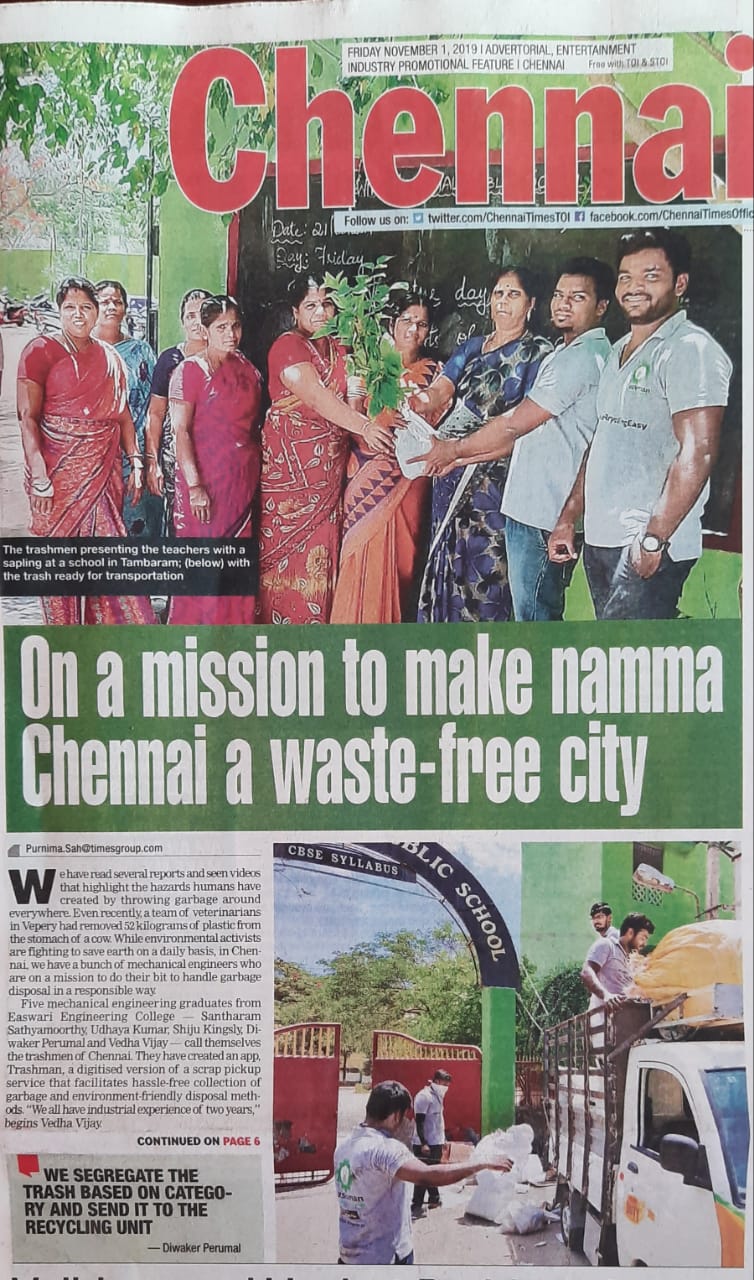 FRIDAY NOVEMBER 1, 2019 I ADVERTORIAL, ENTERTAINMENT
INDUSTRY PROMOTIONAL FEATURE I CHENNAI Free with TOI & STOI
Chennai
Follow us on: twitter.com/ChennaiTimesTOI facebook.com/ChennaiTimesOffic
Date: 21
Day: Friday
day
The trashmen presenting the teachers with a
sapling at a school in Tambaram; (below) with
the trash ready for transportation
On a mission to make namma
Chennai a waste-free city
Purnima.Sah@timesgroup.com
We have read several reports and seen videos
that highlight the hazards humans have
created by throwing garbage around
everywhere. Even recently, a team of veterinarians
in Vepery had removed 52 kilograms of plastic from
the stomach of a cow. While environmental activists
are fighting to save earth on a daily basis, in Chen-
nai, we have a bunch of mechanical engineers who
are on a mission to do their bit to handle garbage
disposal in a responsible way.
Five mechanical engineering graduates from
Easwari Engineering College — Santharam
Sathyamoorthy, Udhaya Kumar, Shiju Kingsly, Di-
waker Perumal and Vedha Vijay — call themselves
the trashmen of Chennai. They have created an app,
Trashman, a digitised version of a scrap pickup
service that facilitates hassle-free collection of
garbage and environment-friendly disposal meth-
ods. “We all have industrial experience of two years,”
begins Vedha Vijay.
CONTINUED ON PAGE 6
WE SEGREGATE THE
TRASH BASED ON CATEGO-
RY AND SEND IT TO THE
RECYCLING UNIT
— Diwaker Perumal
CBSE SYLLABUS
BLIC SCHOOL